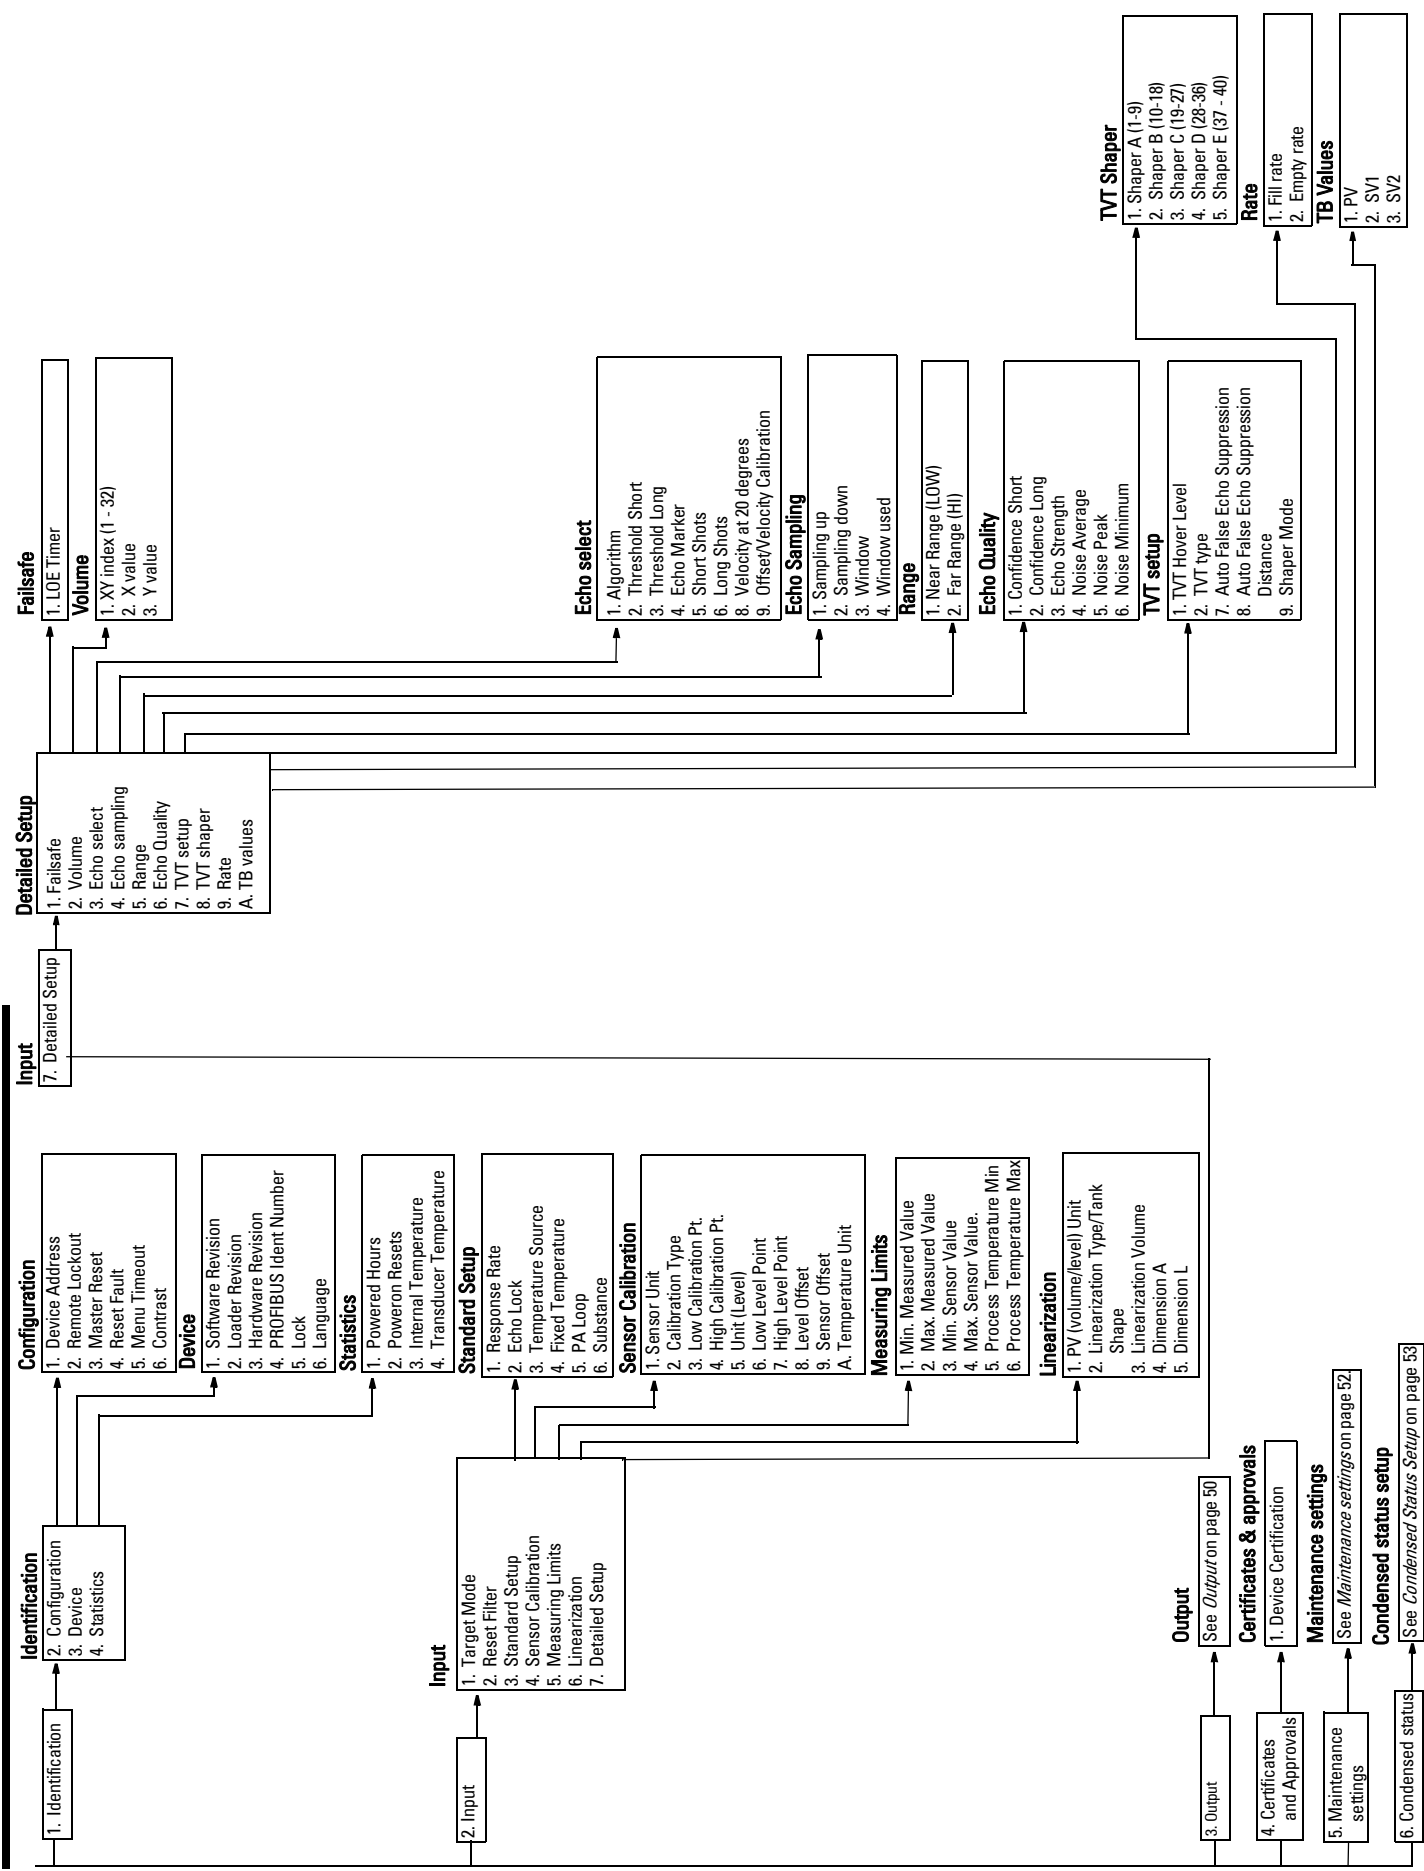 1. Identification
Identification
2. Configuration
3. Device
4. Statistics
Configuration
1. Device Address
2. Remote Lockout
3. Master Reset
4. Reset Fault
5. Menu Timeout
6. Contrast
Device
1. Software Revision
2. Loader Revision
3. Hardware Revision
4. PROFIBUS Ident Number
5. Lock
6. Language
Statistics
1. Powered Hours
2. Poweron Resets
3. Internal Temperature
4. Transducer Temperature
2. Input
Input
1. Target Mode
2. Reset Filter
3. Standard Setup
4. Sensor Calibration
5. Measuring Limits
6. Linearization
7. Detailed Setup
Standard Setup
1. Response Rate
2. Echo Lock
3. Temperature Source
4. Fixed Temperature
5. PA Loop
6. Substance
Sensor Calibration
1. Sensor Unit
2. Calibration Type
3. Low Calibration Pt.
4. High Calibration Pt.
5. Unit (Level)
6. Low Level Point
7. High Level Point
8. Level Offset
9. Sensor Offset
A. Temperature Unit
Measuring Limits
1. Min. Measured Value
2. Max. Measured Value
3. Min. Sensor Value
4. Max. Sensor Value.
5. Process Temperature Min
6. Process Temperature Max
Linearization
1. PV (volume/level) Unit
2. Linearization Type/Tank
Shape
3. Linearization Volume
4. Dimension A
5. Dimension L
3. Output
Output
See Output on page 50
4. Certificates
and Approvals
Certificates & approvals
1. Device Certification
5. Maintenance
settings
Maintenance settings
See Maintenance settings on page 52.
6. Condensed status
Condensed status setup
See Condensed Status Setup on page 53
Input
7. Detailed Setup
Detailed Setup
1. Failsafe
2. Volume
3. Echo select
4. Echo sampling
5. Range
6. Echo Quality
7. TVT setup
8. TVT shaper
9. Rate
A. TB values
Failsafe
1. LOE Timer
Volume
1. XY index (1 - 32)
2. X value
3. Y value
Echo select
1. Algorithm
2. Threshold Short
3. Threshold Long
4. Echo Marker
5. Short Shots
6. Long Shots
8. Velocity at 20 degrees
9. Offset/Velocity Calibration
Echo Sampling
1. Sampling up
2. Sampling down
3. Window
4. Window used
Range
1. Near Range (LOW)
2. Far Range (HI)
Echo Quality
1. Confidence Short
2. Confidence Long
3. Echo Strength
4. Noise Average
5. Noise Peak
6. Noise Minimum
TVT setup
1. TVT Hover Level
2. TVT type
7. Auto False Echo Suppression
8. Auto False Echo Suppression
Distance
9. Shaper Mode
TVT Shaper
1. Shaper A (1-9)
2. Shaper B (10-18)
3. Shaper C (19-27)
4. Shaper D (28-36)
5. Shaper E (37 - 40)
Rate
1. Fill rate
2. Empty rate
TB Values
1. PV
2. SV1
3. SV2